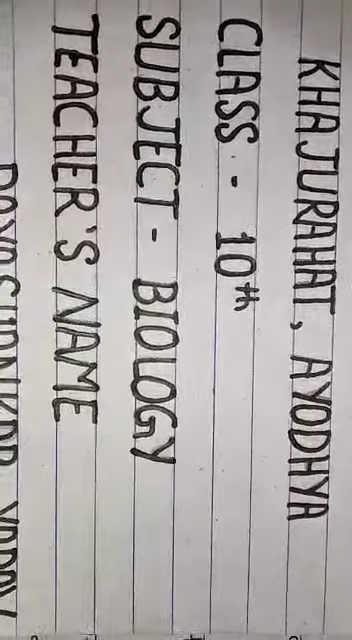 KHAJURAHAT, AYODHYA
CLASS - 10th
SUBJECT - BIOLOGY
TEACHER'S NAME